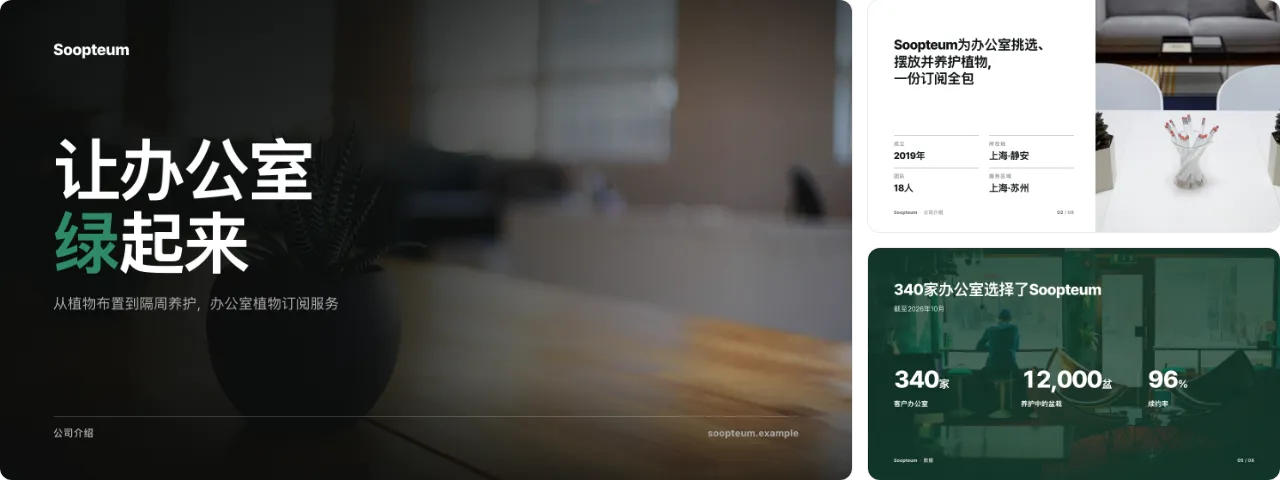 Soopteum
让办公室
绿起来
从植物布置到隔周养护，办公室植物订阅服务
公司介绍
soopteum.example
Soopteum为办公室挑选、
摆放并养护植物，
一份订阅全包
成立
2019年
所在地
上海·静安
团队
18人
服务区域
上海·苏州
Soopteum · 公司介绍
02 / 05
340家办公室选择了Soopteum
截至2026年10月
340家
客户办公室
12,000盆
养护中的盆栽
96%
续约率
Soopteum · 数据